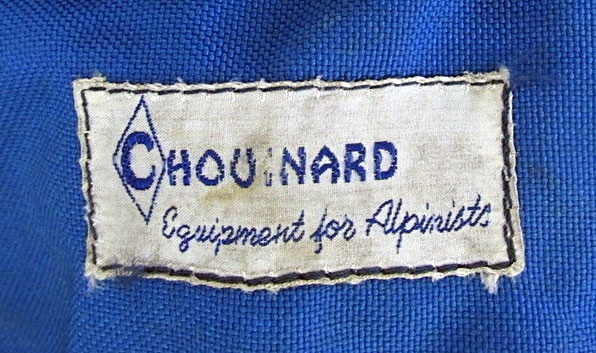 CHOUINARD
Equipment for Alpinists